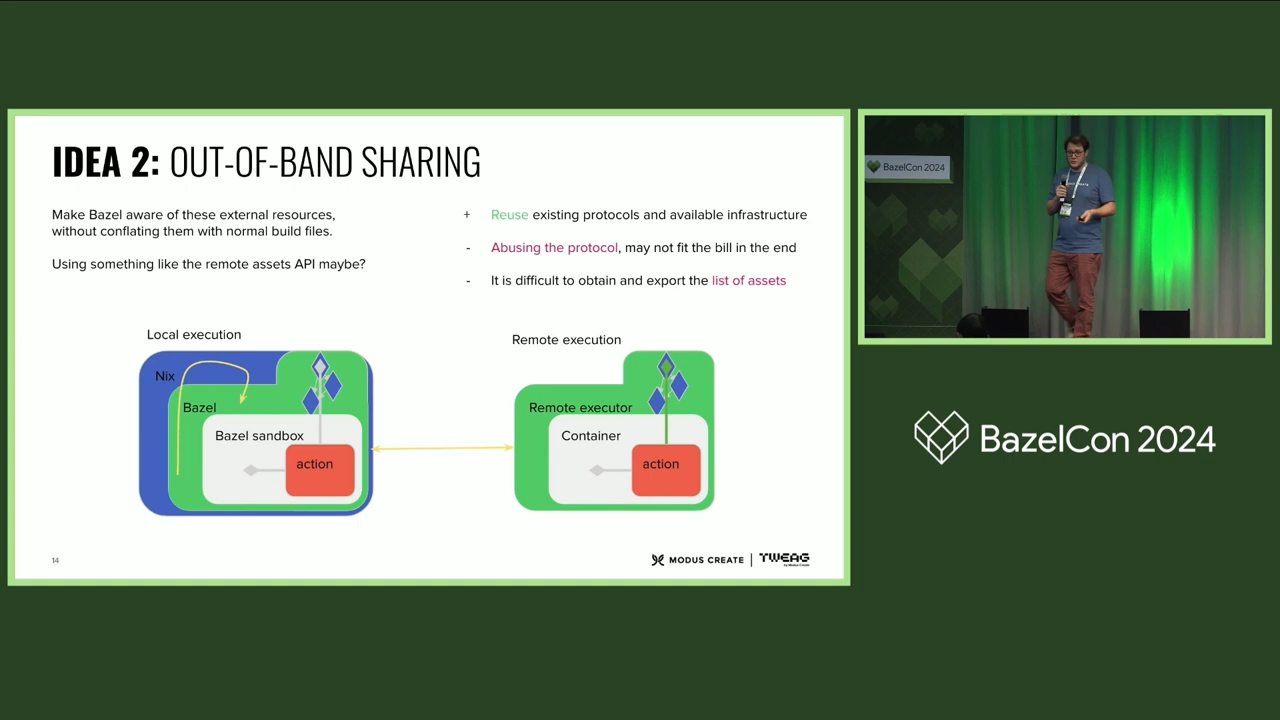 IDEA 2: OUT-OF-BAND SHARING
Make Bazel aware of these external resources,
without conflating them with normal build files.
Using something like the remote assets API maybe?
+ Reuse existing protocols and available infrastructure
- Abusing the protocol, may not fit the bill in the end
- It is difficult to obtain and export the list of assets
Local execution
Nix
Bazel
Bazel sandbox
action
Remote execution
Remote executor
Container
action
14
MODUS CREATE | TWEAG
by Modus Create
BazelCon 2024
BazelCon 2024